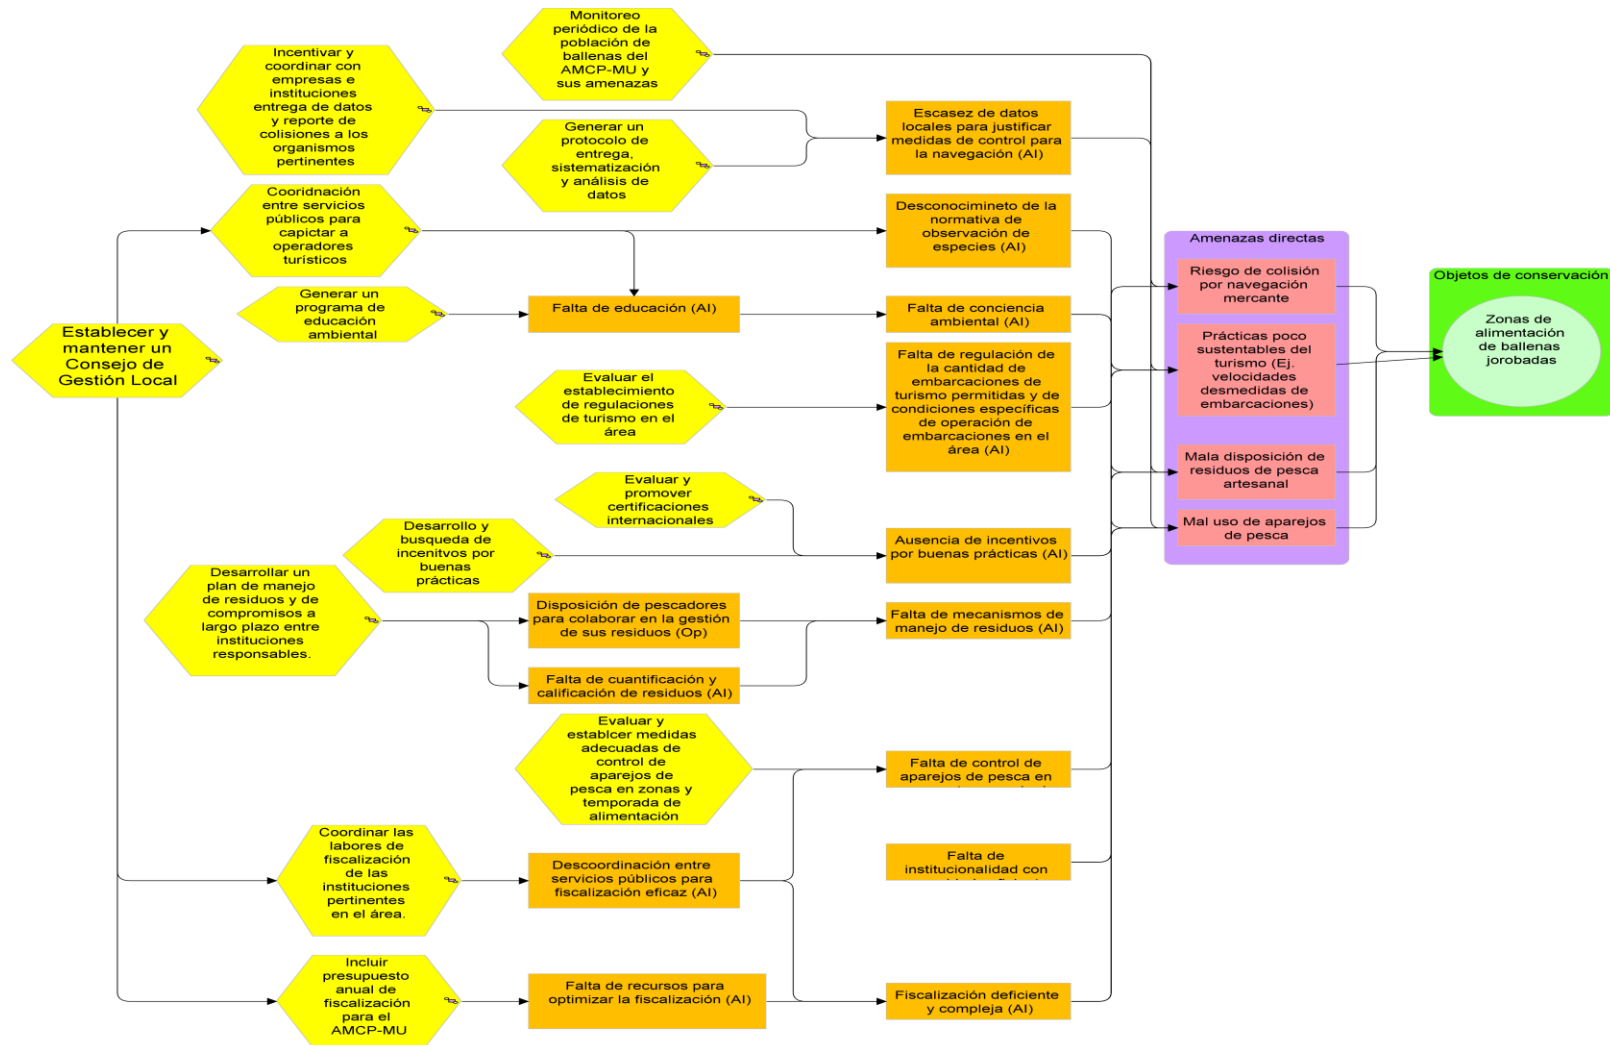 Monitoreo
periódico de la
población de
ballenas del
AMCP-MU y
sus amenazas
Incentivar y
coordinar con
empresas e
instituciones
entrega de datos
y reporte de
colisiones a los
organismos
pertinentes
Generar un
protocolo de
entrega,
sistematización
y análisis de
datos
Escasez de datos
locales para justificar
medidas de control para
la navegación (AI)
Cooridnación
entre servicios
públicos para
capictar a
operadores
turísticos
Desconocimineto de la
normativa de
observación de
especies (AI)
Generar un
programa de
educación
ambiental
Falta de educación (AI)
Falta de conciencia
ambiental (AI)
Establecer y
mantener un
Consejo de
Gestión Local
Evaluar el
establecimiento
de regulaciones
de turismo en el
área
Falta de regulación de
la cantidad de
embarcaciones de
turismo permitidas y de
condiciones específicas
de operación de
embarcaciones en el
área (AI)
Evaluar y
promover
certificaciones
internacionales
Desarrollo y
busqueda de
incenitvos por
buenas
prácticas
Ausencia de incentivos
por buenas prácticas (AI)
Desarrollar un
plan de manejo
de residuos y de
compromisos a
largo plazo entre
instituciones
responsables.
Disposición de pescadores
para colaborar en la gestión
de sus residuos (Op)
Falta de cuantificación y
calificación de residuos (AI)
Falta de mecanismos de
manejo de residuos (AI)
Evaluar y
establcer medidas
adecuadas de
control de
aparejos de
pesca en zonas y
temporada de
alimentación
Falta de control de
aparejos de pesca en
Coordinar las
labores de
fiscalización
de las
instituciones
pertinentes
en el área.
Descoordinación entre
servicios públicos para
fiscalización eficaz (AI)
Falta de
institucionalidad con
Incluir
presupuesto
anual de
fiscalización
para el
AMCP-MU
Falta de recursos para
optimizar la fiscalización (AI)
Fiscalización deficiente
y compleja (AI)
Amenazas directas
Riesgo de colisión
por navegación
mercante
Prácticas poco
sustentables del
turismo (Ej.
velocidades
desmedidas de
embarcaciones)
Mala disposición de
residuos de pesca
artesanal
Mal uso de aparejos
de pesca
Objetos de conservación
Zonas de
alimentación
de ballenas
jorobadas